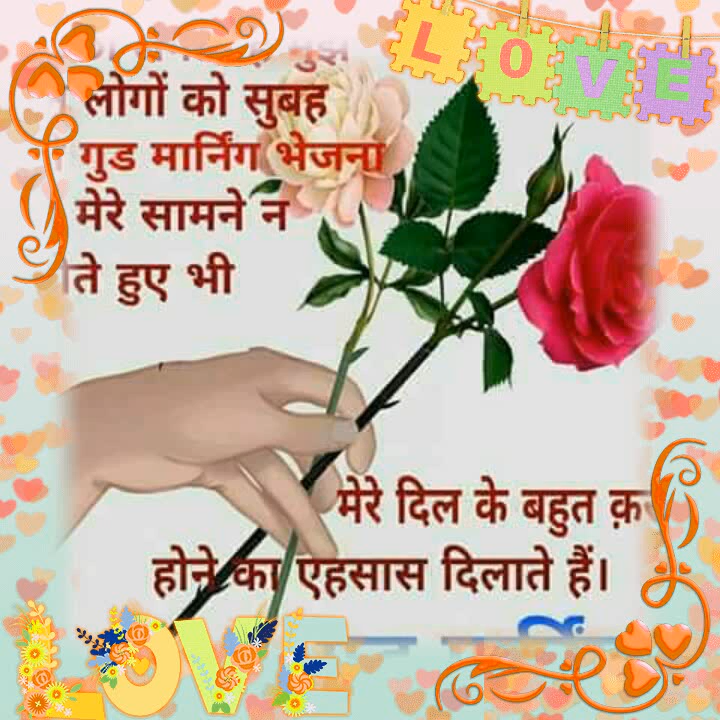 LOVE
लोगों को सुबह
गुड मार्निंग भेजना
मेरे सामने न
हुए भी
मेरे दिल के बहुत
होने का एहसास दिलाते हैं।
LOVE